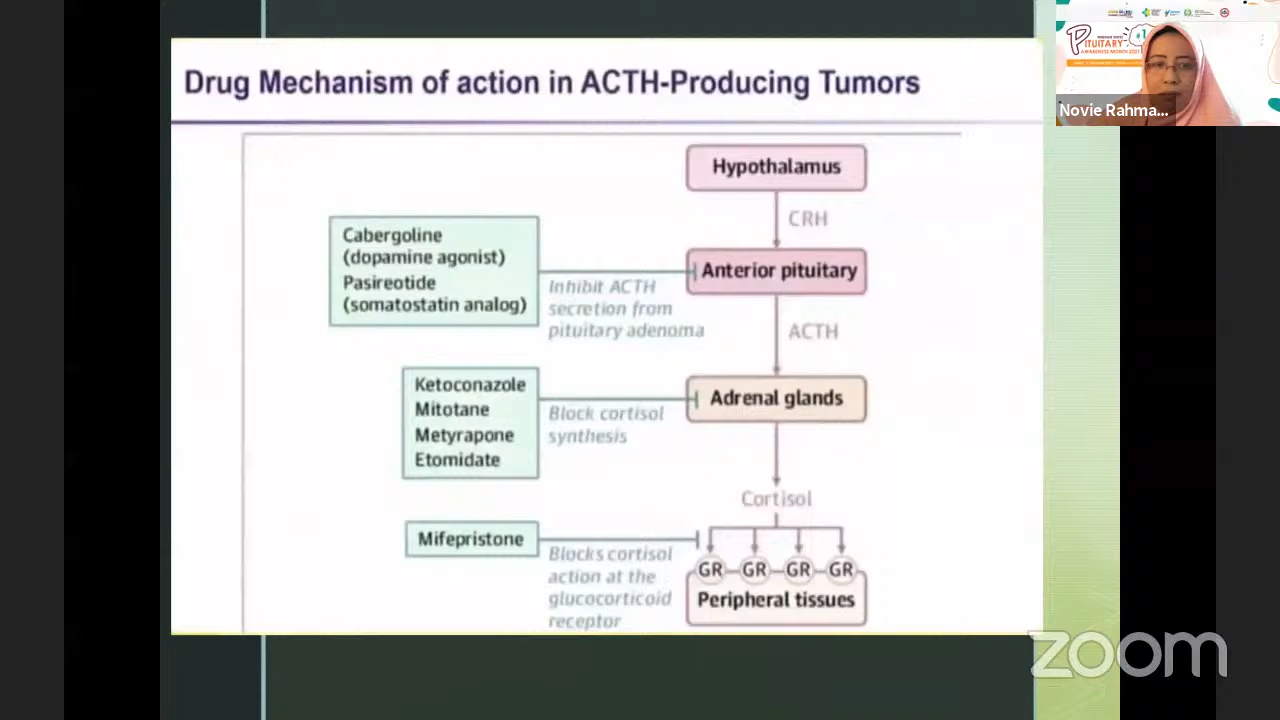 Drug Mechanism of action in ACTH-Producing Tumors
Hypothalamus
CRH
Cabergoline
(dopamine agonist)
Pasireotide
(somatostatin analog)
Inhibit ACTH
secretion from
pituitary adenoma
Anterior pituitary
ACTH
Ketoconazole
Mitotane
Metyrapone
Etomidate
Block cortisol
synthesis
Adrenal glands
Cortisol
Mifepristone
Blocks cortisol
action at the
glucocorticoid
receptor
GR GR GR GR
Peripheral tissues
PITUITARY
#1
Novie Rahma...
zoom